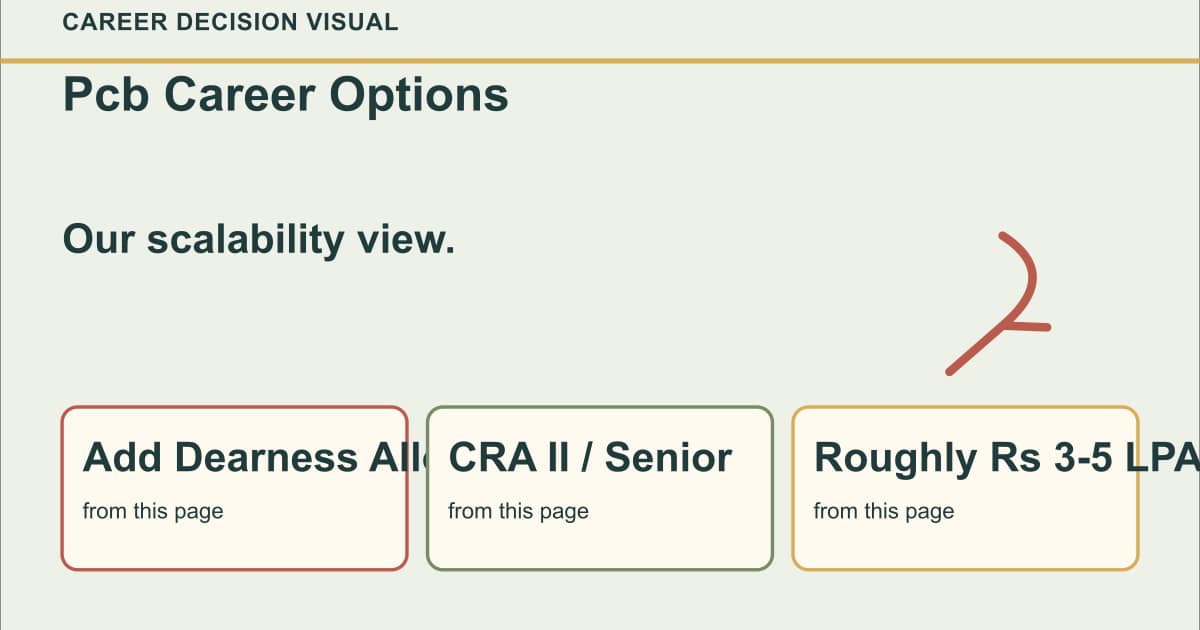 CAREER DECISION VISUAL
Pcb Career Options
Our scalability view.
Add Dearness
from this page
CRA II / Senior
from this page
Roughly Rs 3-5 LPA
from this page